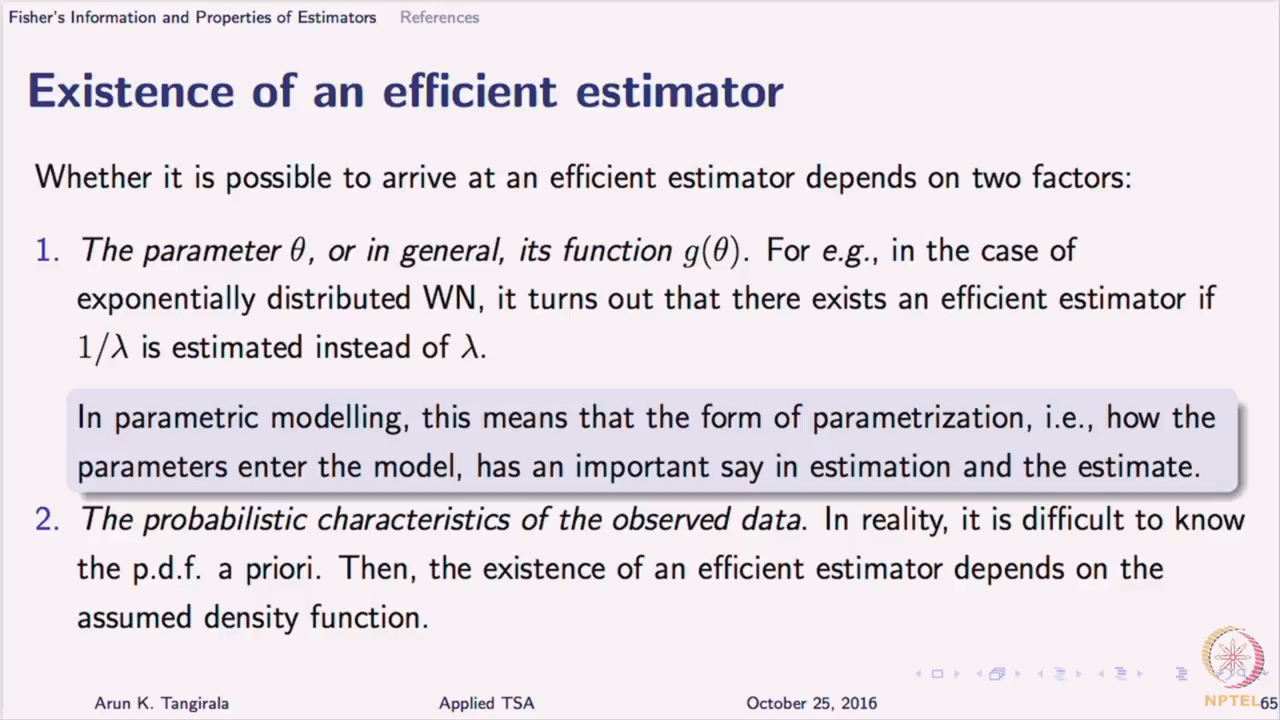 Fisher's Information and Properties of Estimators References
Existence of an efficient estimator
Whether it is possible to arrive at an efficient estimator depends on two factors:
1. The parameter θ, or in general, its function g(θ). For e.g., in the case of
exponentially distributed WN, it turns out that there exists an efficient estimator if
1/λ is estimated instead of λ.
In parametric modelling, this means that the form of parametrization, i.e., how the
parameters enter the model, has an important say in estimation and the estimate.
2. The probabilistic characteristics of the observed data. In reality, it is difficult to know
the p.d.f. a priori. Then, the existence of an efficient estimator depends on the
assumed density function.
Arun K. Tangirala Applied TSA October 25, 2016 65
NPTEL